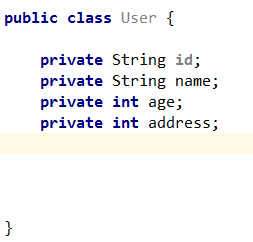 public class User {
private String id;
private String name;
private int age;
private int address;
}